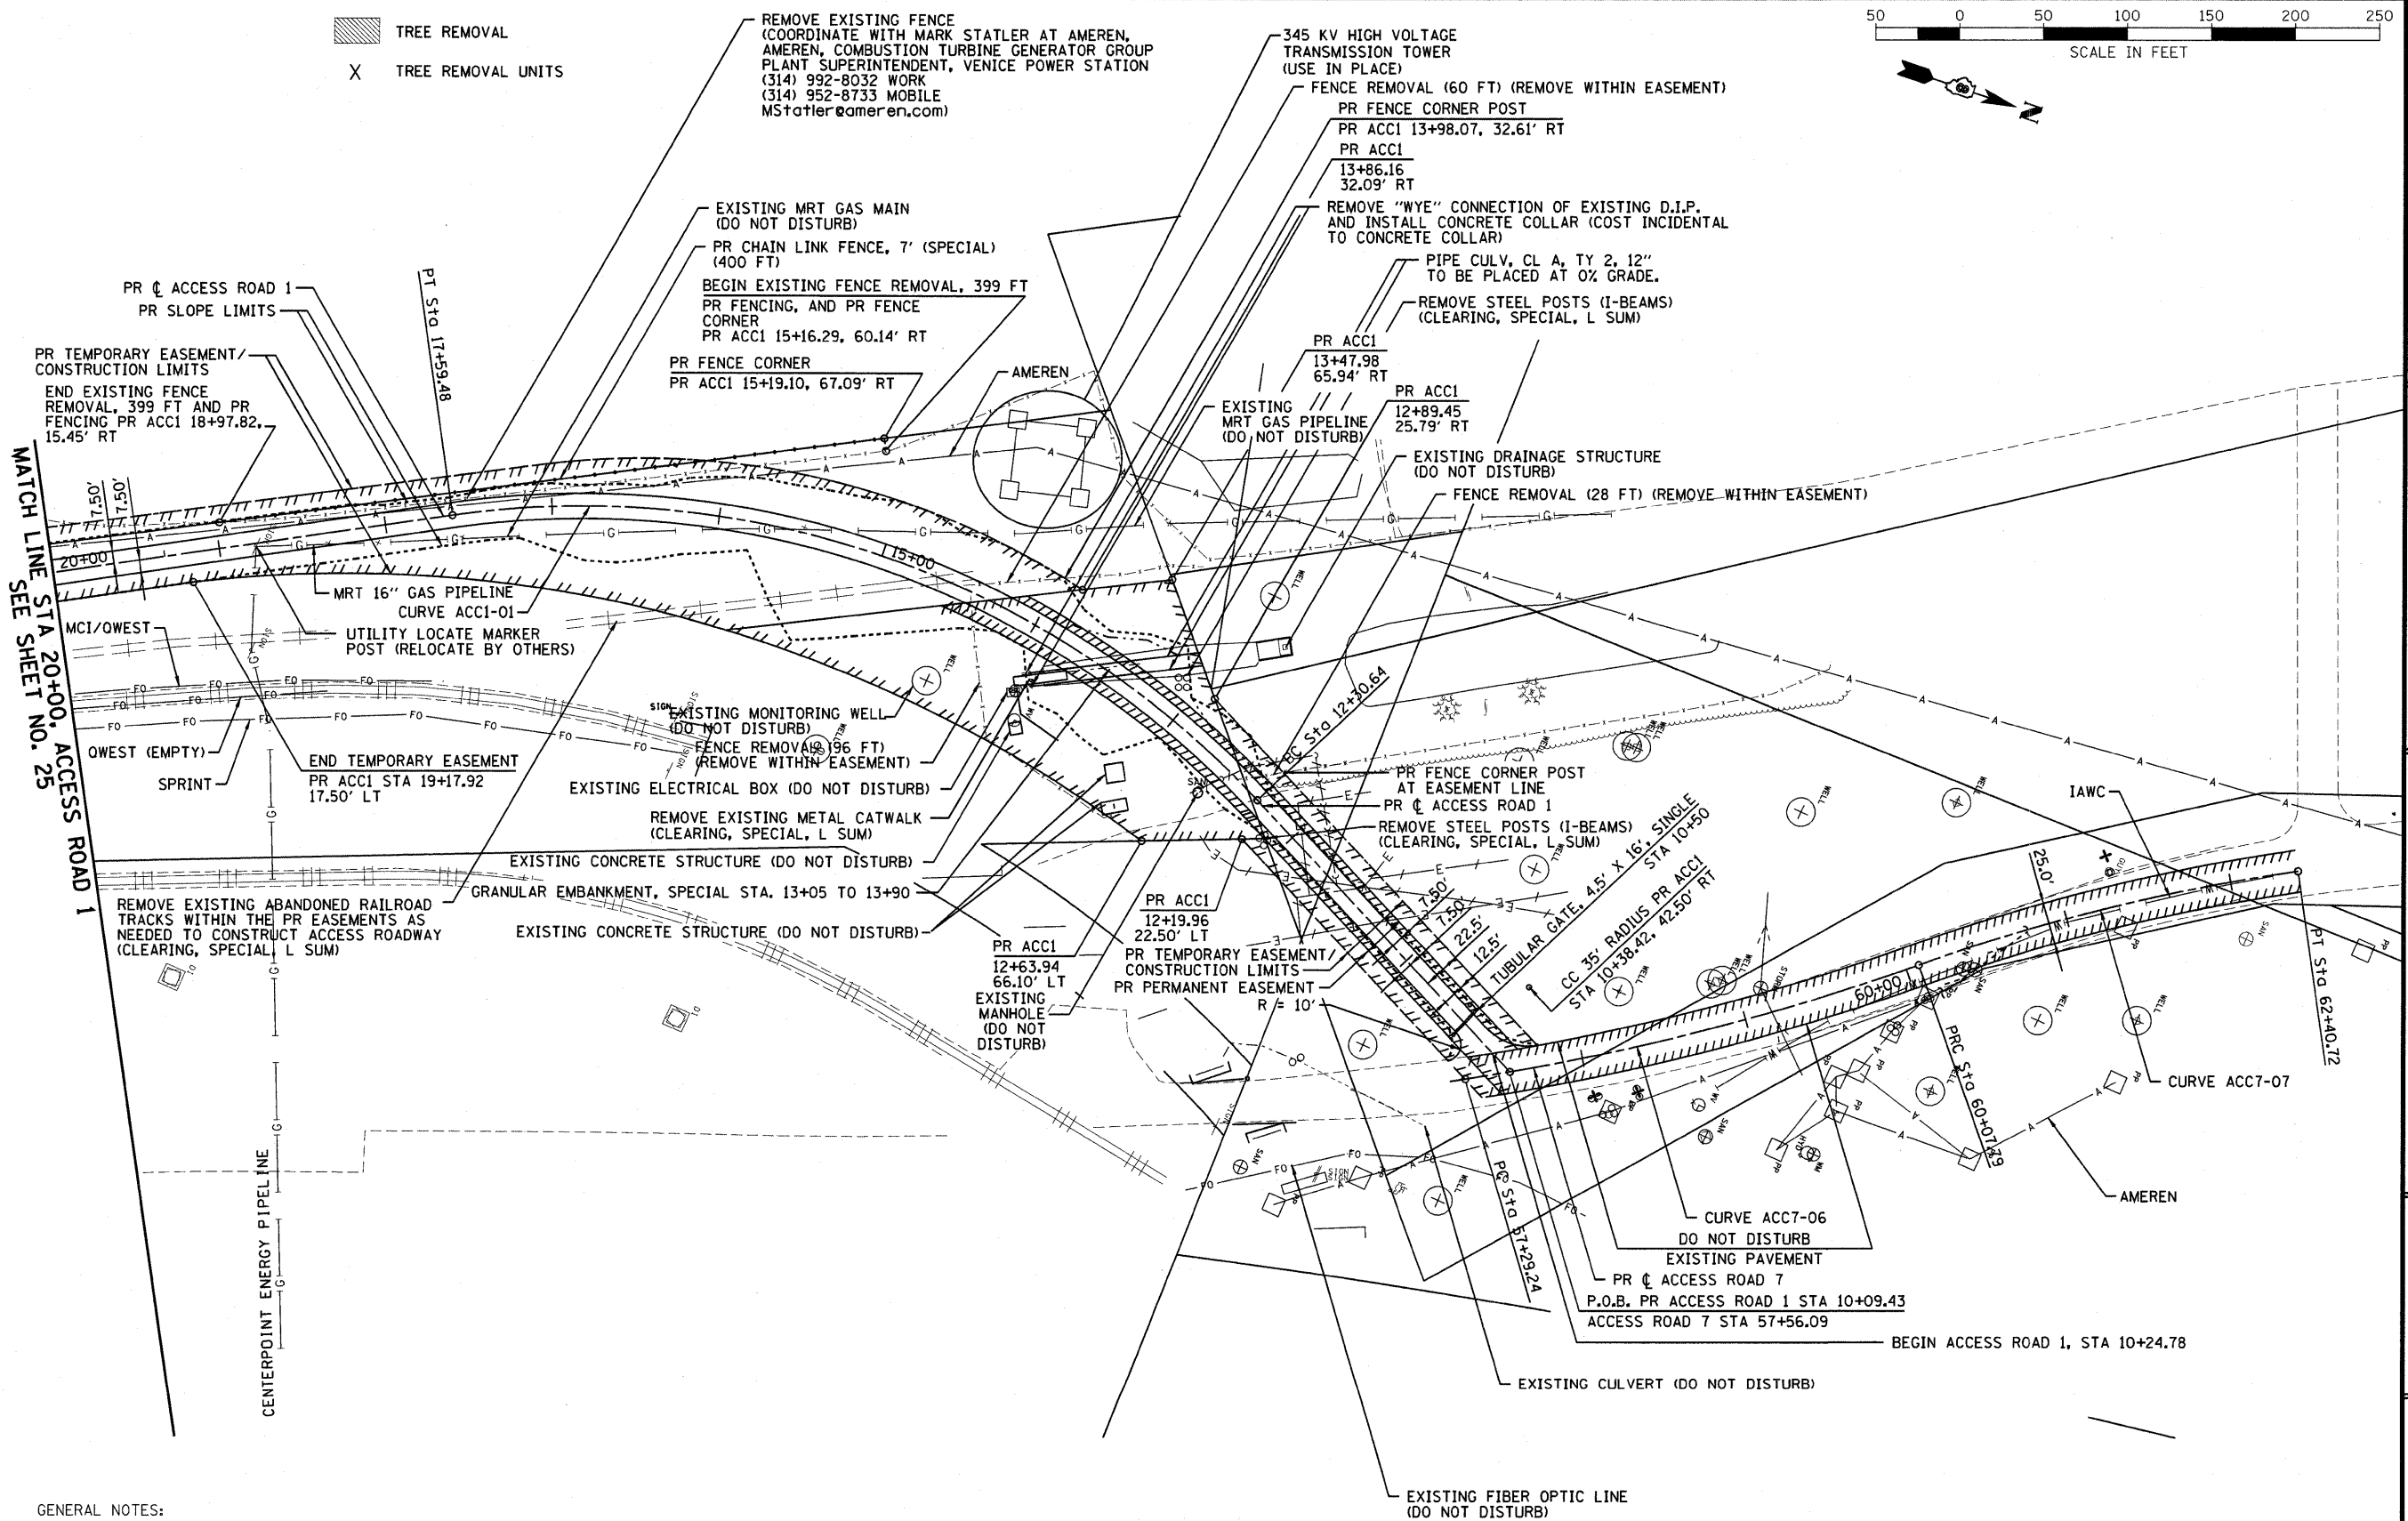 TREE REMOVAL
X TREE REMOVAL UNITS
REMOVE EXISTING FENCE
(COORDINATE WITH MARK STATLER AT AMEREN,
AMEREN, COMBUSTION TURBINE GENERATOR GROUP
PLANT SUPERINTENDENT, VENICE POWER STATION
(314) 992-8032 WORK
(314) 952-8733 MOBILE
MStatler@ameren.com)
345 KV HIGH VOLTAGE
TRANSMISSION TOWER
(USE IN PLACE)
50 0 50 100 150 200 250
SCALE IN FEET
N
FENCE REMOVAL (60 FT) (REMOVE WITHIN EASEMENT)
PR FENCE CORNER POST
PR ACC1 13+98.07, 32.61' RT
PR ACC1
13+86.16
32.09' RT
REMOVE "WYE" CONNECTION OF EXISTING D.I.P.
AND INSTALL CONCRETE COLLAR (COST INCIDENTAL
TO CONCRETE COLLAR)
PIPE CULV, CL A, TY 2, 12"
TO BE PLACED AT 0% GRADE.
REMOVE STEEL POSTS (I-BEAMS)
(CLEARING, SPECIAL, L SUM)
PR ACC1
13+47.98
65.94' RT
PR ACC1
12+89.45
25.79' RT
EXISTING
MRT GAS PIPELINE
(DO NOT DISTURB)
EXISTING DRAINAGE STRUCTURE
(DO NOT DISTURB)
FENCE REMOVAL (28 FT) (REMOVE WITHIN EASEMENT)
EXISTING MRT GAS MAIN
(DO NOT DISTURB)
PR CHAIN LINK FENCE, 7' (SPECIAL)
(400 FT)
BEGIN EXISTING FENCE REMOVAL, 399 FT
PR FENCING, AND PR FENCE
CORNER
PR ACC1 15+16.29, 60.14' RT
PR FENCE CORNER
PR ACC1 15+19.10, 67.09' RT
AMEREN
PR ℄ ACCESS ROAD 1
PR SLOPE LIMITS
PT Sta 17+59.48
PR TEMPORARY EASEMENT/
CONSTRUCTION LIMITS
END EXISTING FENCE
REMOVAL, 399 FT AND PR
FENCING PR ACC1 18+97.82,
15.45' RT
7.50'
7.50'
MATCH LINE STA 20+00, ACCESS ROAD 1
SEE SHEET NO. 25
20+00
15+00
MRT 16" GAS PIPELINE
CURVE ACC1-01
MCI/QWEST
UTILITY LOCATE MARKER
POST (RELOCATE BY OTHERS)
QWEST (EMPTY)
SPRINT
END TEMPORARY EASEMENT
PR ACC1 STA 19+17.92
17.50' LT
SIGN
EXISTING MONITORING WELL
(DO NOT DISTURB)
FENCE REMOVAL (96 FT)
(REMOVE WITHIN EASEMENT)
EXISTING ELECTRICAL BOX (DO NOT DISTURB)
REMOVE EXISTING METAL CATWALK
(CLEARING, SPECIAL, L SUM)
EXISTING CONCRETE STRUCTURE (DO NOT DISTURB)
GRANULAR EMBANKMENT, SPECIAL STA. 13+05 TO 13+90
EXISTING CONCRETE STRUCTURE (DO NOT DISTURB)
REMOVE EXISTING ABANDONED RAILROAD
TRACKS WITHIN THE PR EASEMENTS AS
NEEDED TO CONSTRUCT ACCESS ROADWAY
(CLEARING, SPECIAL, L SUM)
PR ACC1
12+63.94
66.10' LT
EXISTING
MANHOLE
(DO NOT
DISTURB)
PR ACC1
12+19.96
22.50' LT
PR TEMPORARY EASEMENT/
CONSTRUCTION LIMITS
PR PERMANENT EASEMENT
R = 10'
PC Sta 12+30.64
PR FENCE CORNER POST
AT EASEMENT LINE
PR ℄ ACCESS ROAD 1
REMOVE STEEL POSTS (I-BEAMS)
(CLEARING, SPECIAL, L SUM)
7.50'
7.50'
22.5'
12.5'
TUBULAR GATE, 4.5' X 16', SINGLE
STA 10+50
CC 35' RADIUS PR ACC1
STA 10+38.42, 42.50' RT
IAWC
25.0'
60+00
PT Sta 62+40.72
PRC Sta 60+07.79
PC Sta 57+29.24
CURVE ACC7-07
AMEREN
CURVE ACC7-06
DO NOT DISTURB
EXISTING PAVEMENT
PR ℄ ACCESS ROAD 7
P.O.B. PR ACCESS ROAD 1 STA 10+09.43
ACCESS ROAD 7 STA 57+56.09
BEGIN ACCESS ROAD 1, STA 10+24.78
EXISTING CULVERT (DO NOT DISTURB)
EXISTING FIBER OPTIC LINE
(DO NOT DISTURB)
CENTERPOINT ENERGY PIPELINE
GENERAL NOTES: